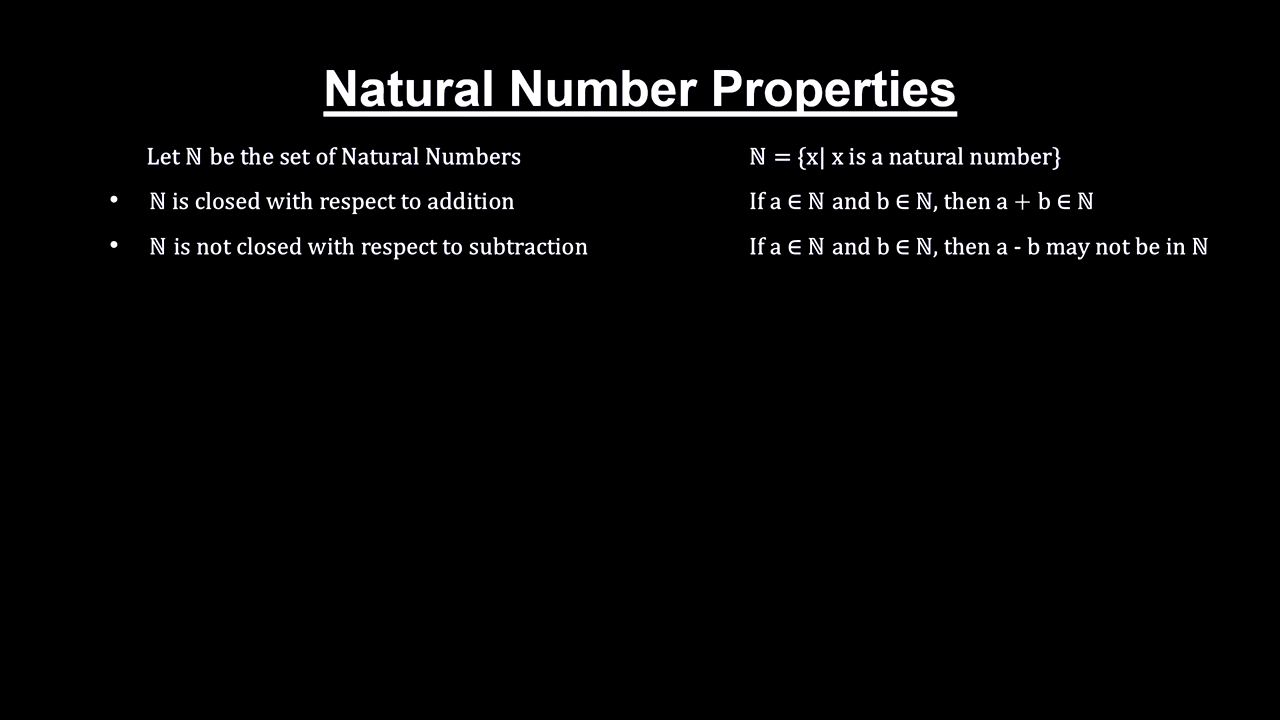 Natural Number Properties
Let ℕ be the set of Natural Numbers
ℕ = {x| x is a natural number}
• ℕ is closed with respect to addition
If a ∈ ℕ and b ∈ ℕ, then a + b ∈ ℕ
• ℕ is not closed with respect to subtraction
If a ∈ ℕ and b ∈ ℕ, then a - b may not be in ℕ